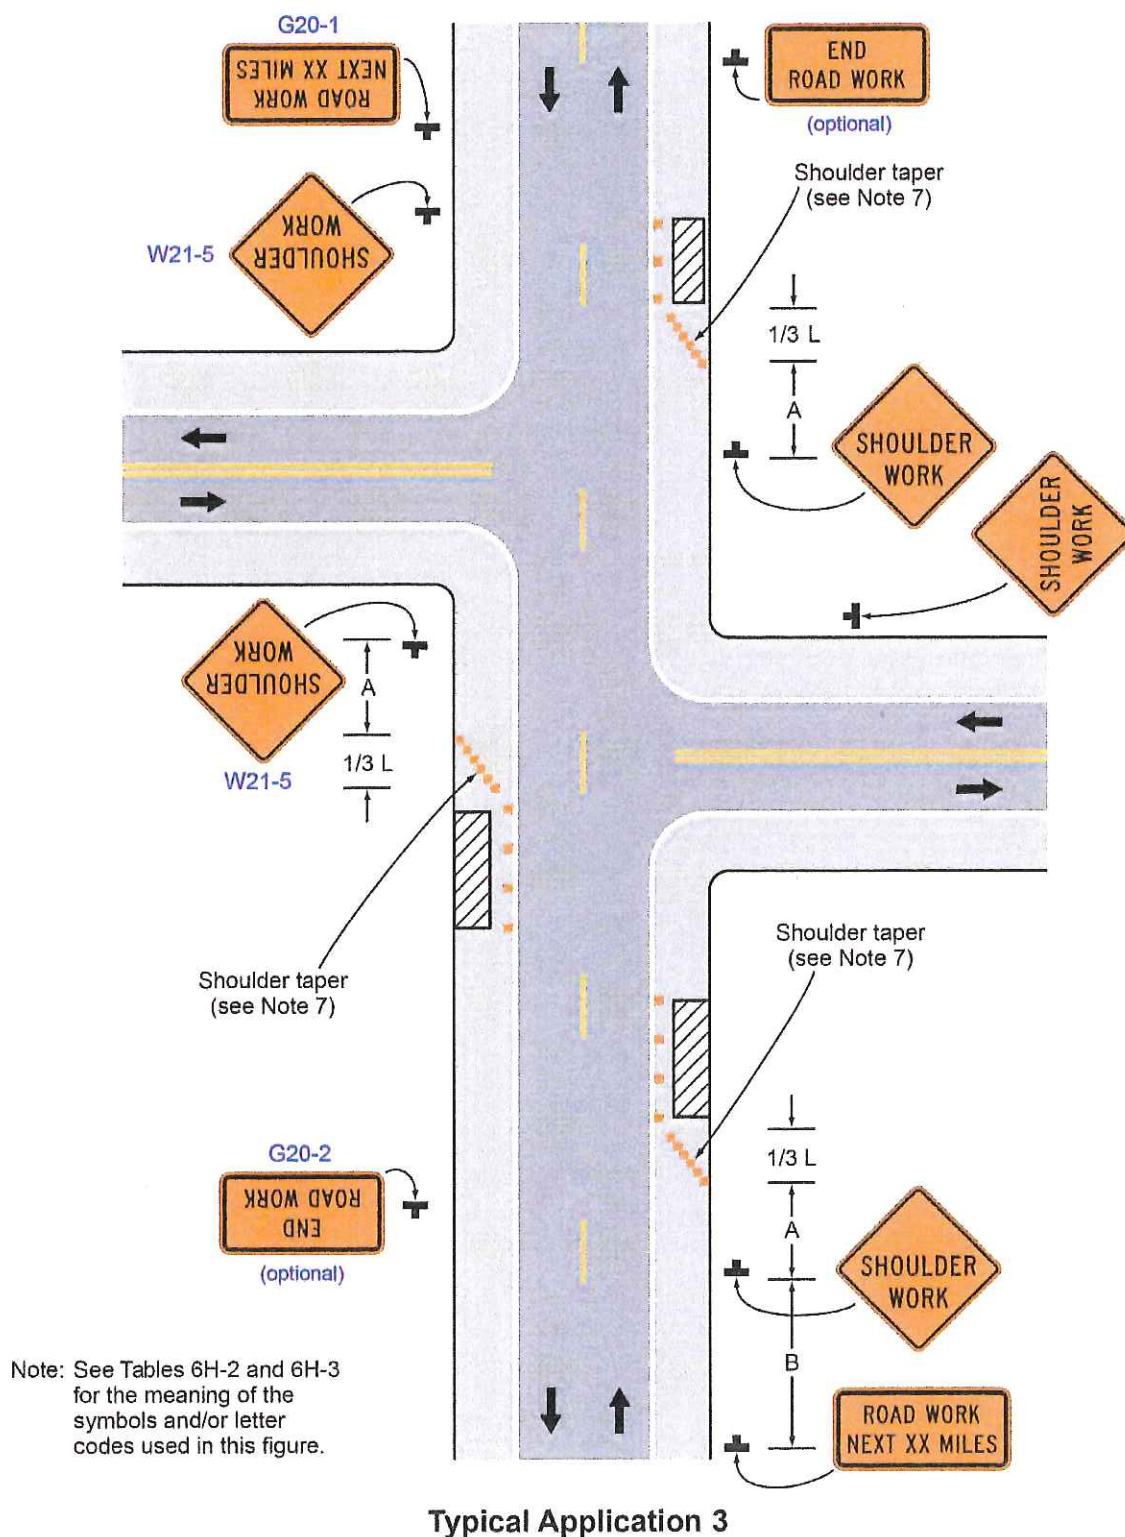 G20-1
ROAD WORK
NEXT XX MILES
END
ROAD WORK
(optional)
Shoulder taper
(see Note 7)
W21-5
SHOULDER
WORK
1/3 L
A
SHOULDER
WORK
SHOULDER
WORK
SHOULDER
WORK
A
1/3 L
W21-5
Shoulder taper
(see Note 7)
Shoulder taper
(see Note 7)
G20-2
END
ROAD WORK
(optional)
1/3 L
A
SHOULDER
WORK
B
ROAD WORK
NEXT XX MILES
Note: See Tables 6H-2 and 6H-3
for the meaning of the
symbols and/or letter
codes used in this figure.
Typical Application 3